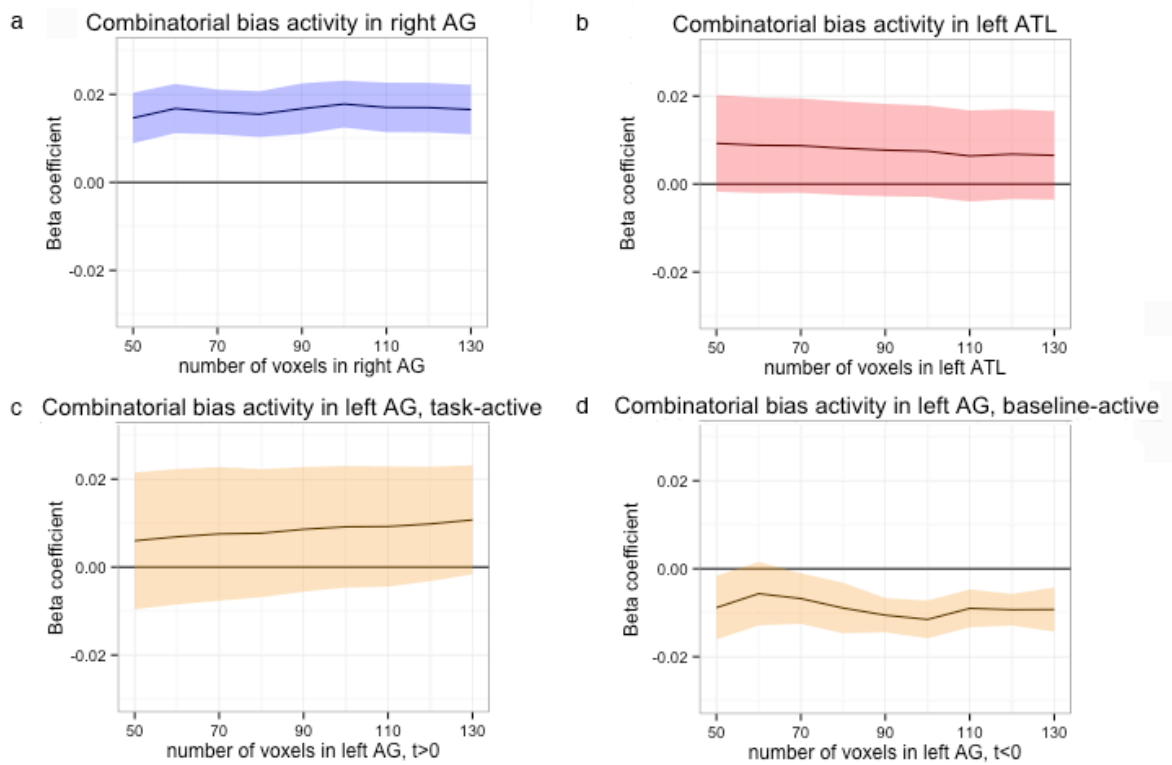 a Combinatorial bias activity in right AG
Beta coefficient
0.02
0.00
-0.02
50 70 90 110 130
number of voxels in right AG
b Combinatorial bias activity in left ATL
Beta coefficient
0.02
0.00
-0.02
50 70 90 110 130
number of voxels in left ATL
c Combinatorial bias activity in left AG, task-active
Beta coefficient
0.02
0.00
-0.02
50 70 90 110 130
number of voxels in left AG, t>0
d Combinatorial bias activity in left AG, baseline-active
Beta coefficient
0.02
0.00
-0.02
50 70 90 110 130
number of voxels in left AG, t<0